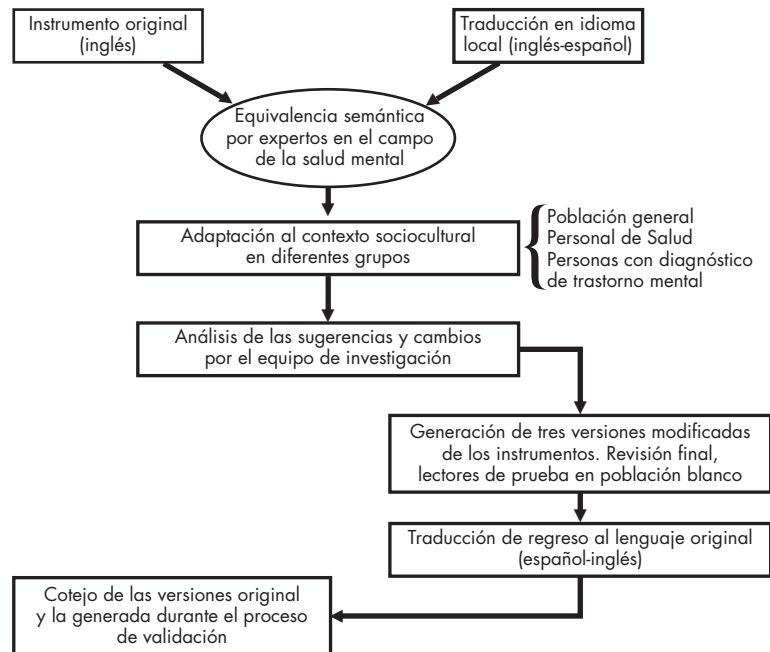 Instrumento original
(inglés)
Traducción en idioma
local (inglés-español)
Equivalencia semántica
por expertos en el campo
de la salud mental
Adaptación al contexto sociocultural
en diferentes grupos
Población general
Personal de Salud
Personas con diagnóstico
de trastorno mental
Análisis de las sugerencias y cambios
por el equipo de investigación
Generación de tres versiones modificadas
de los instrumentos. Revisión final,
lectores de prueba en población blanco
Traducción de regreso al lenguaje original
(español-inglés)
Cotejo de las versiones original
y la generada durante el proceso
de validación